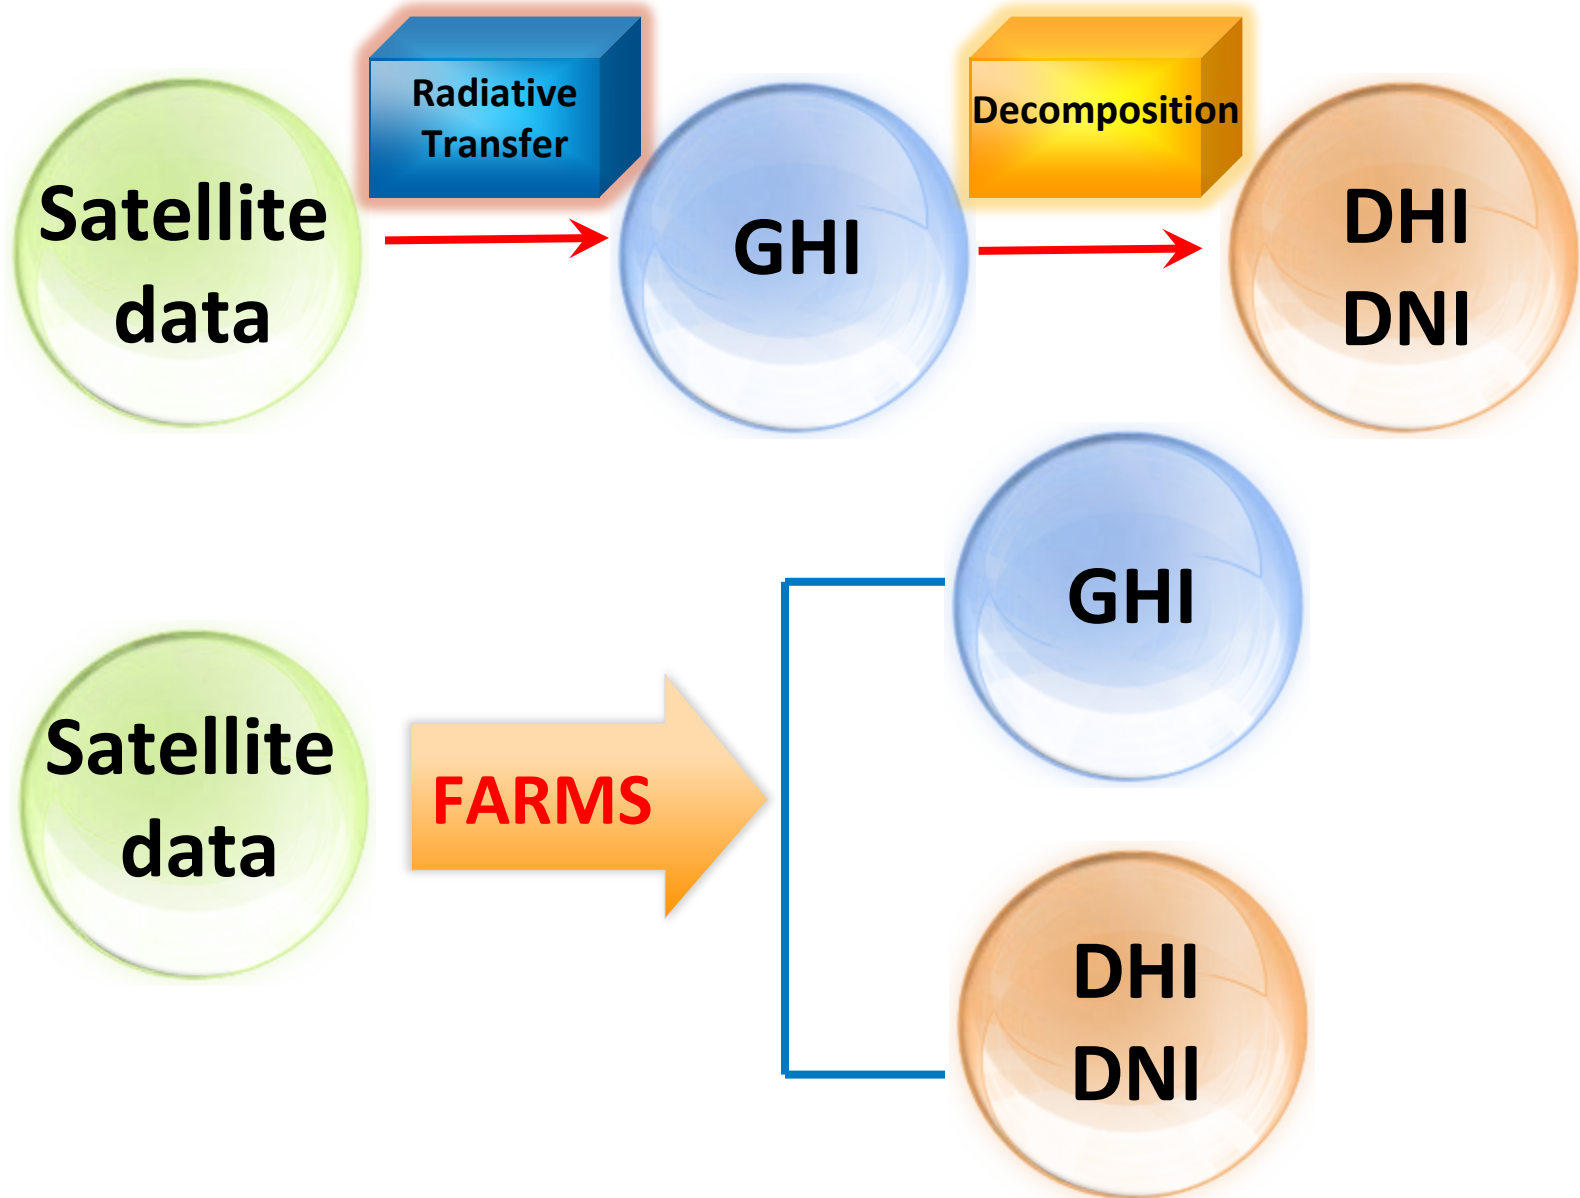 Radiative
Transfer
Decomposition
Satellite
data
GHI
DHI
DNI
GHI
Satellite
data
FARMS
DHI
DNI